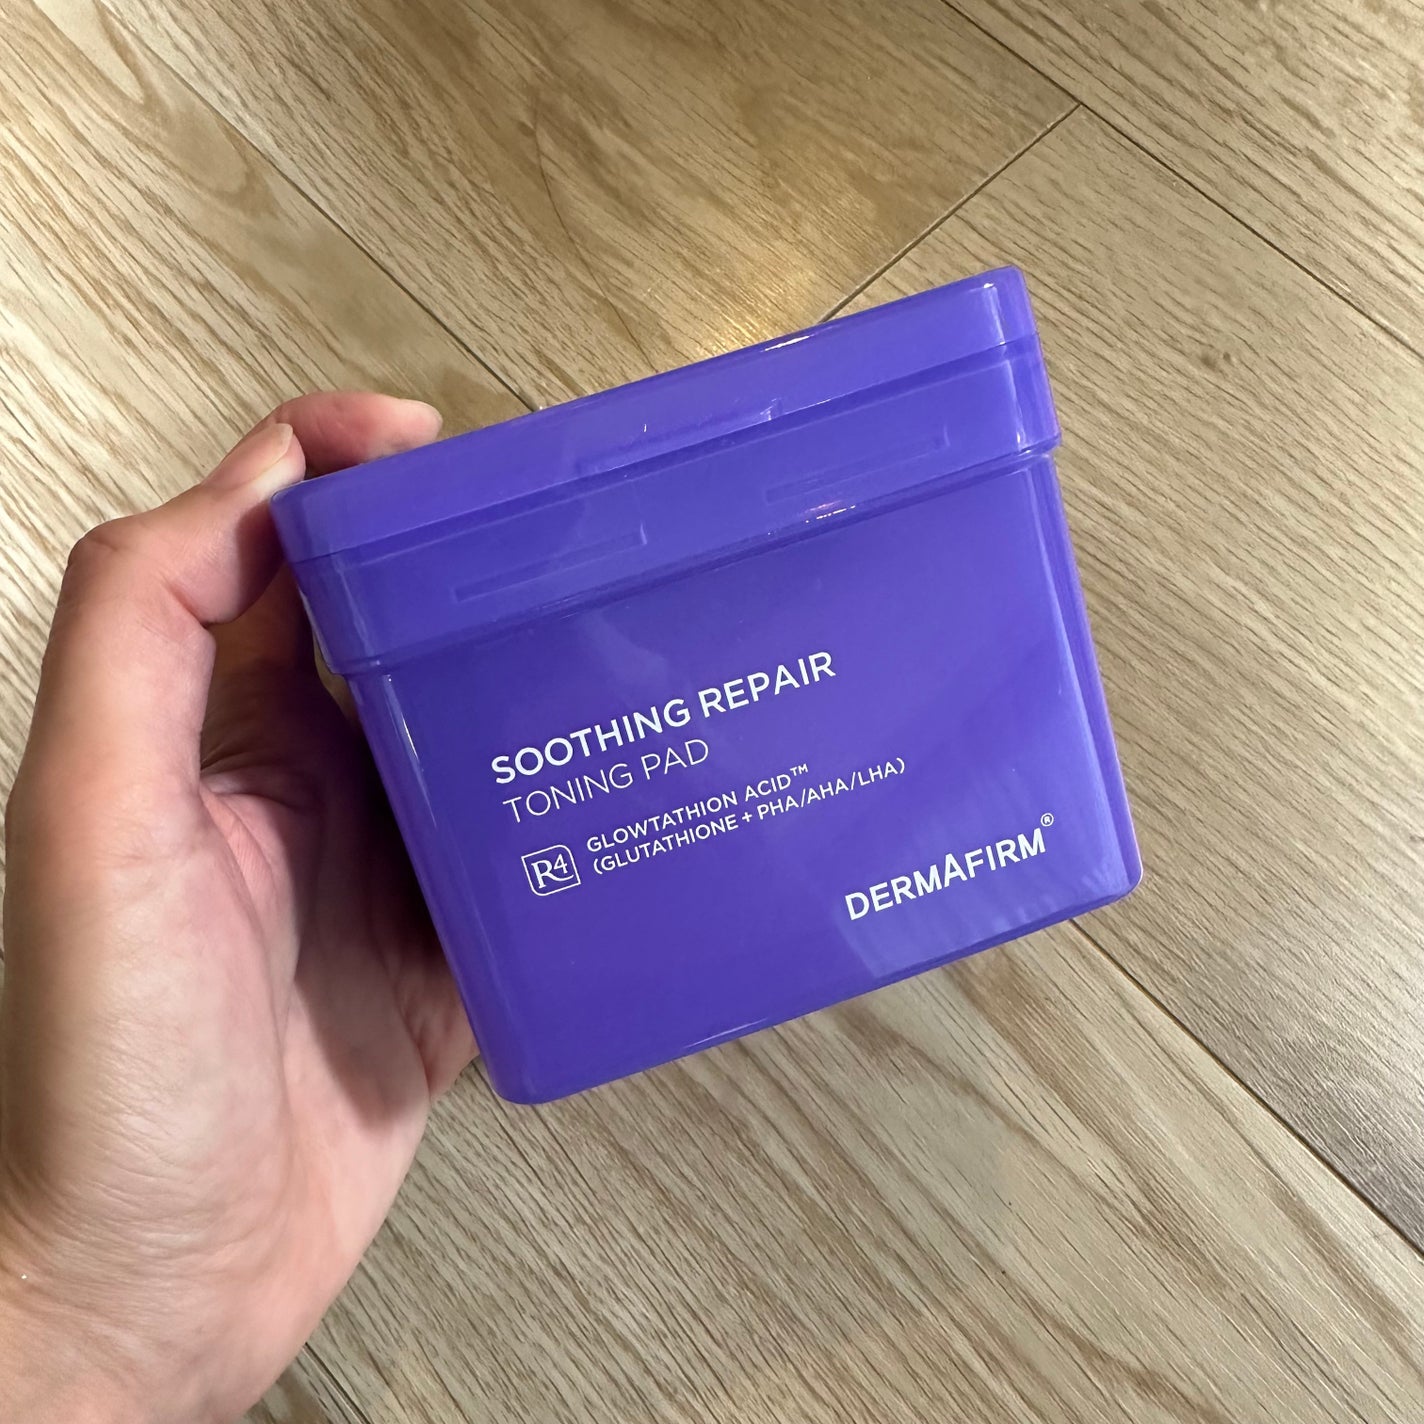 SOOTHING REPAIR
TONING PAD
R4
GLOWTATHION ACID™
(GLUTATHIONE + PHA/AHA/LHA)
DERMAFIRM®